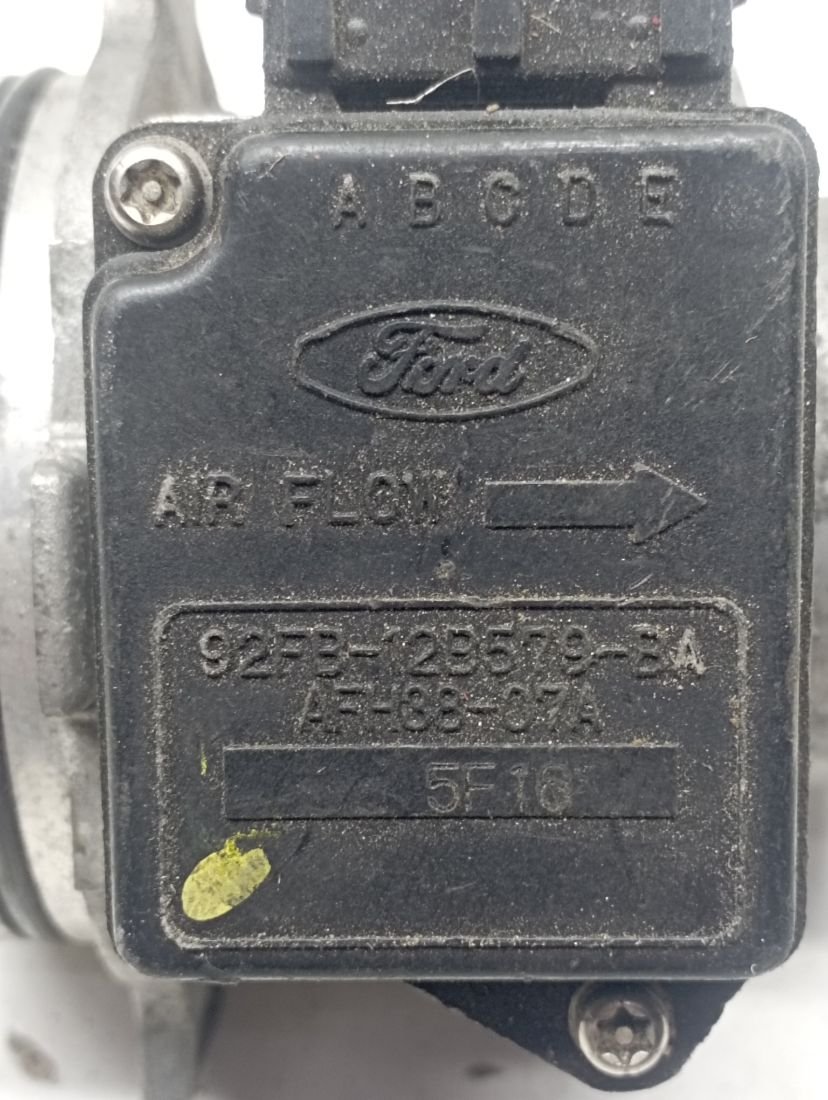 A B C D E
Ford
AIR FLOW
92FB-12B579-BA
AFH38-07A
5F16